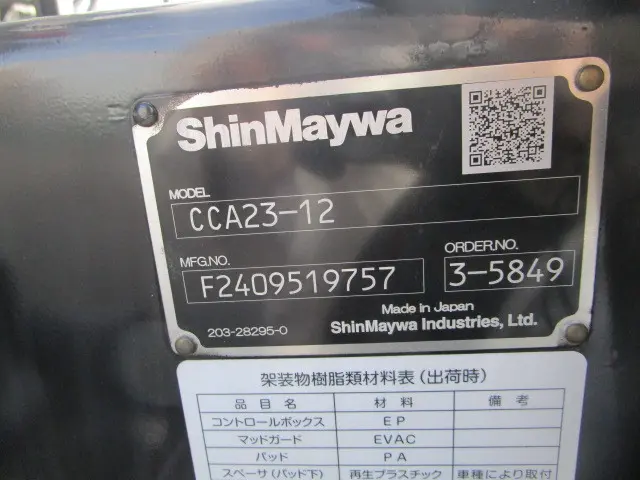 ShinMaywa
MODEL
CCA23-12
MFG.NO.
F2409519757
ORDER.NO.
3-5849
Made in Japan
203-28295-0
ShinMaywa Industries, Ltd.
架装物樹脂類材料表(出荷時)
品目名 材料 備考
コントロールボックス EP
マッドガード EVAC
パッド PA
スペーサ(パッド下) 再生プラスチック 車種により取付